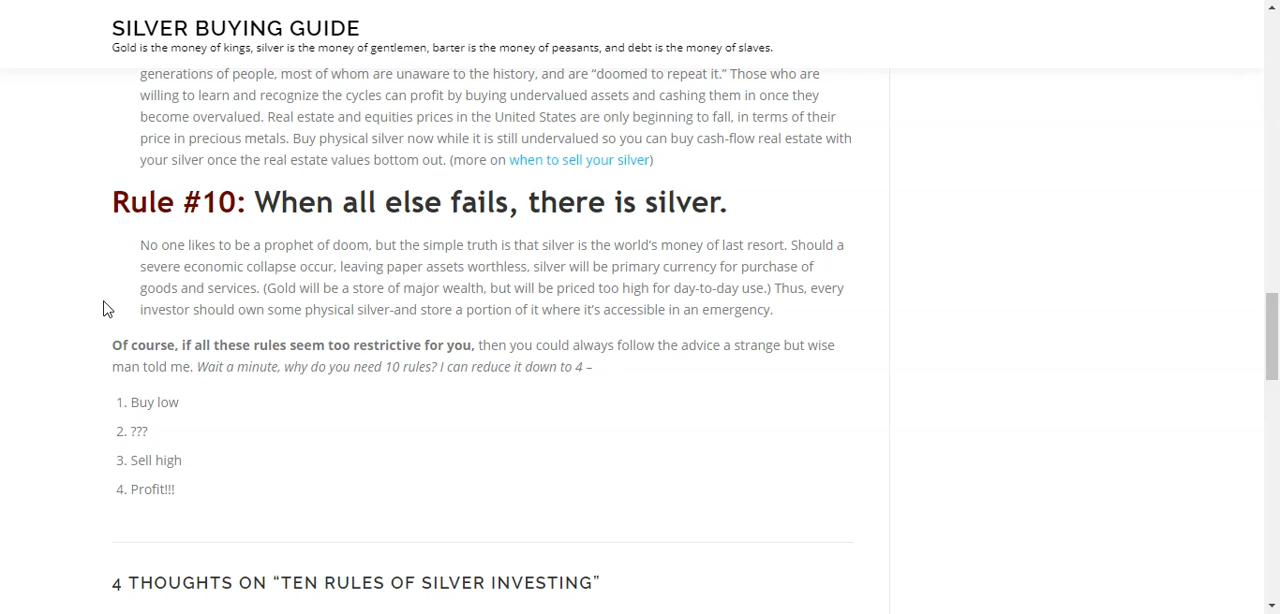 SILVER BUYING GUIDE
Gold is the money of kings, silver is the money of gentlemen, barter is the money of peasants, and debt is the money of slaves.
generations of people, most of whom are unaware to the history, and are “doomed to repeat it.” Those who are
willing to learn and recognize the cycles can profit by buying undervalued assets and cashing them in once they
become overvalued. Real estate and equities prices in the United States are only beginning to fall, in terms of their
price in precious metals. Buy physical silver now while it is still undervalued so you can buy cash-flow real estate with
your silver once the real estate values bottom out. (more on when to sell your silver)
Rule #10: When all else fails, there is silver.
No one likes to be a prophet of doom, but the simple truth is that silver is the world’s money of last resort. Should a
severe economic collapse occur, leaving paper assets worthless, silver will be primary currency for purchase of
goods and services. (Gold will be a store of major wealth, but will be priced too high for day-to-day use.) Thus, every
investor should own some physical silver-and store a portion of it where it’s accessible in an emergency.
Of course, if all these rules seem too restrictive for you, then you could always follow the advice a strange but wise
man told me. Wait a minute, why do you need 10 rules? I can reduce it down to 4 –
1. Buy low
2. ???
3. Sell high
4. Profit!!!
4 THOUGHTS ON “TEN RULES OF SILVER INVESTING”